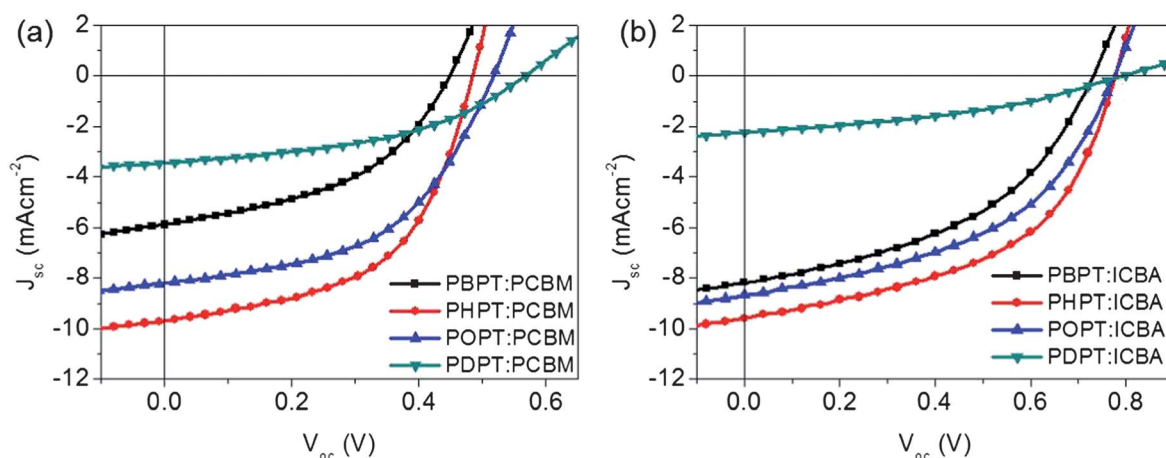 (a)
2
0
-2
-4
-6
-8
-10
-12
J_sc (mAcm⁻²)
PBPT:PCBM
PHPT:PCBM
POPT:PCBM
PDPT:PCBM
0.0 0.2 0.4 0.6
V_oc (V)
(b)
2
0
-2
-4
-6
-8
-10
-12
J_sc (mAcm⁻²)
PBPT:ICBA
PHPT:ICBA
POPT:ICBA
PDPT:ICBA
0.0 0.2 0.4 0.6 0.8
V_oc (V)